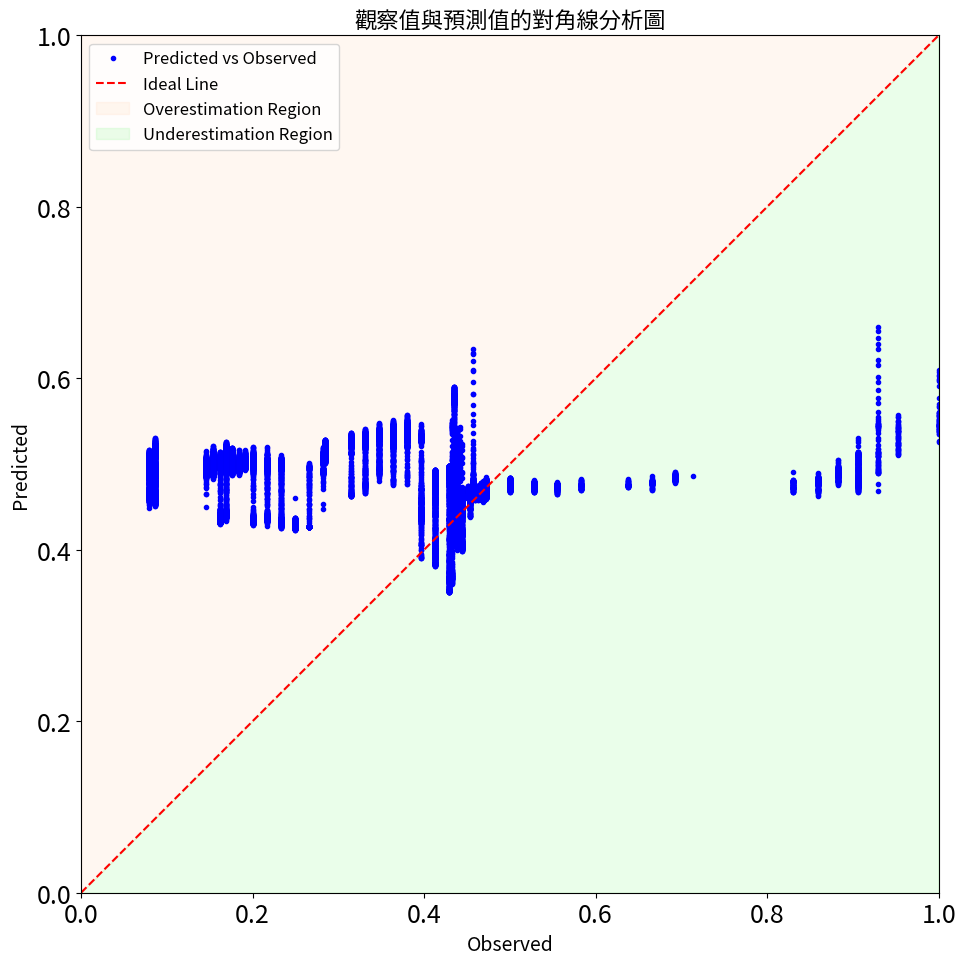 觀察值與預測值的對角線分析圖
1.0
0.8
0.6
0.4
0.2
0.0
Predicted
Predicted vs Observed
Ideal Line
Overestimation Region
Underestimation Region
0.0 0.2 0.4 0.6 0.8 1.0
Observed